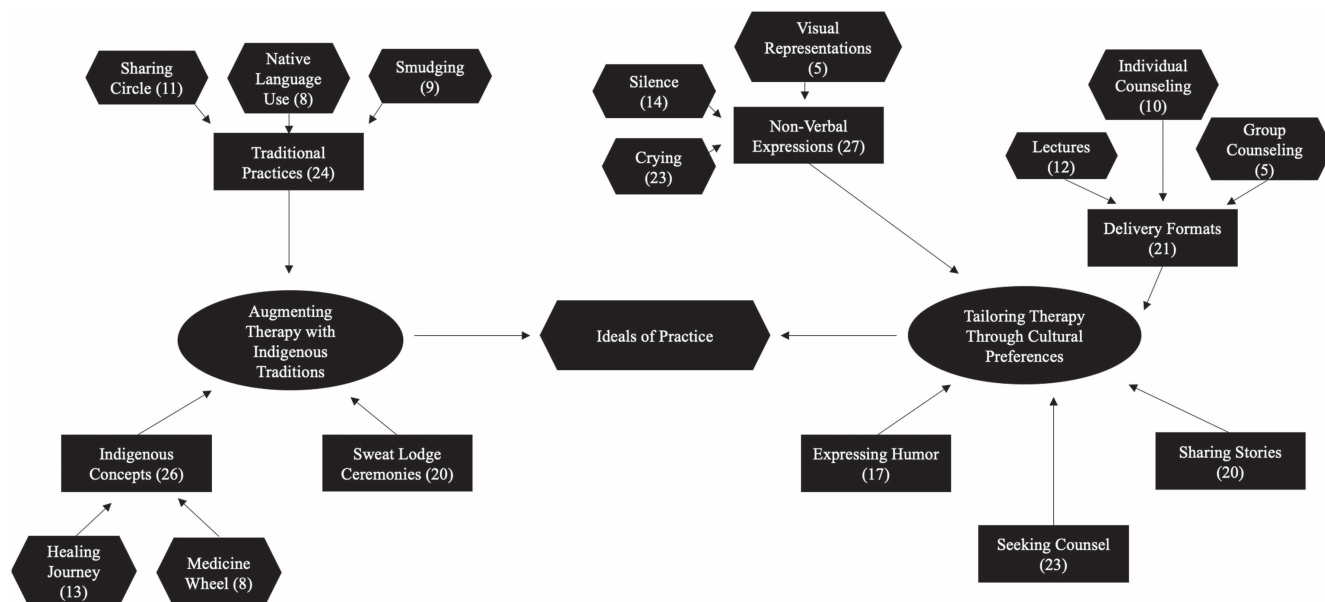 Sharing
Circle (11)
Native
Language
Use (8)
Smudging
(9)
Traditional
Practices (24)
Visual
Representations
(5)
Silence
(14)
Crying
(23)
Non-Verbal
Expressions (27)
Individual
Counseling
(10)
Lectures
(12)
Group
Counseling
(5)
Delivery Formats
(21)
Augmenting
Therapy with
Indigenous
Traditions
Ideals of Practice
Tailoring Therapy
Through Cultural
Preferences
Indigenous
Concepts (26)
Sweat Lodge
Ceremonies (20)
Healing
Journey
(13)
Medicine
Wheel (8)
Expressing Humor
(17)
Seeking Counsel
(23)
Sharing Stories
(20)